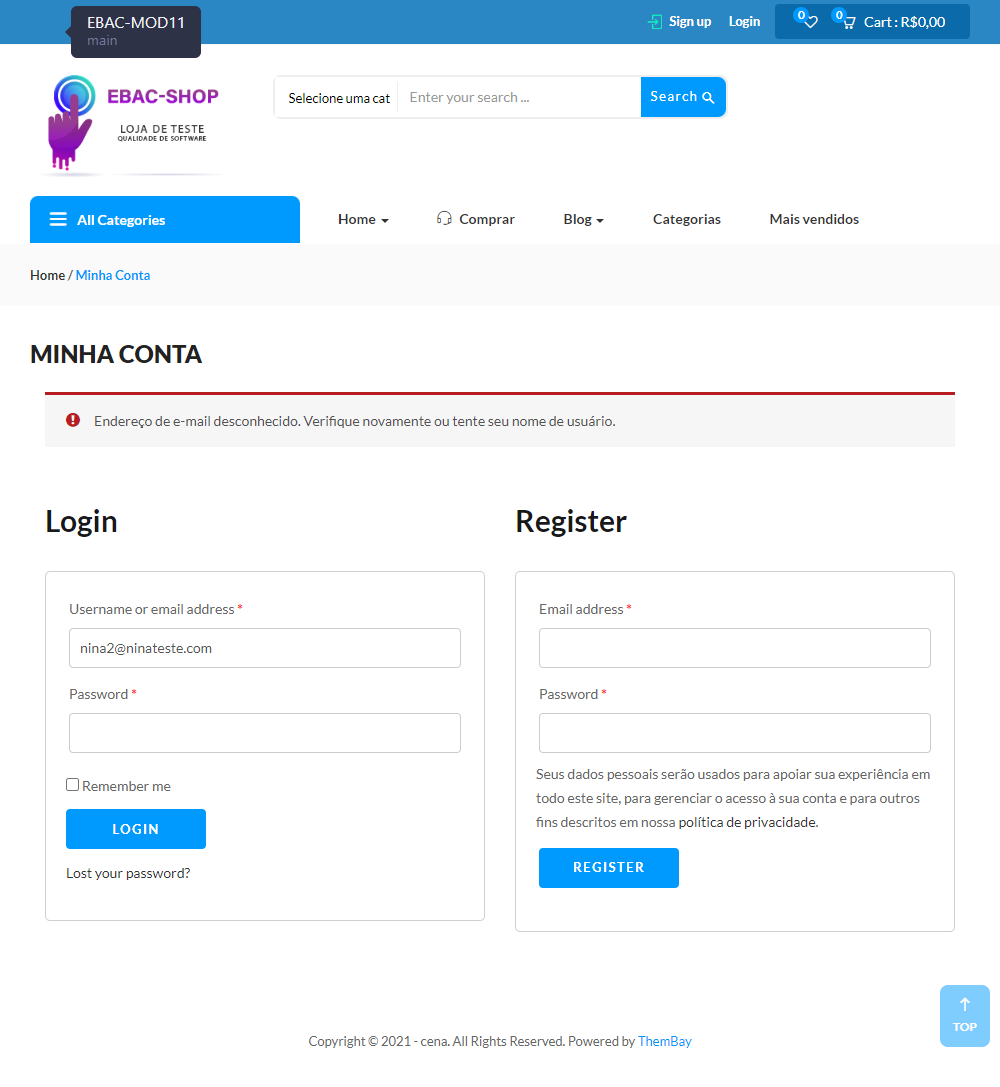 EBAC-MOD11
main
Sign up
Login
0
0
Cart : R$0,00
EBAC-SHOP
LOJA DE TESTE
QUALIDADE DE SOFTWARE
Selecione uma cat
Enter your search ...
Search
All Categories
Home
Comprar
Blog
Categorias
Mais vendidos
Home / Minha Conta
MINHA CONTA
Endereço de e-mail desconhecido. Verifique novamente ou tente seu nome de usuário.
Login
Username or email address *
nina2@ninateste.com
Password *
Remember me
LOGIN
Lost your password?
Register
Email address *
Password *
Seus dados pessoais serão usados para apoiar sua experiência em
todo este site, para gerenciar o acesso à sua conta e para outros
fins descritos em nossa política de privacidade.
REGISTER
TOP
Copyright © 2021 - cena. All Rights Reserved. Powered by ThemBay